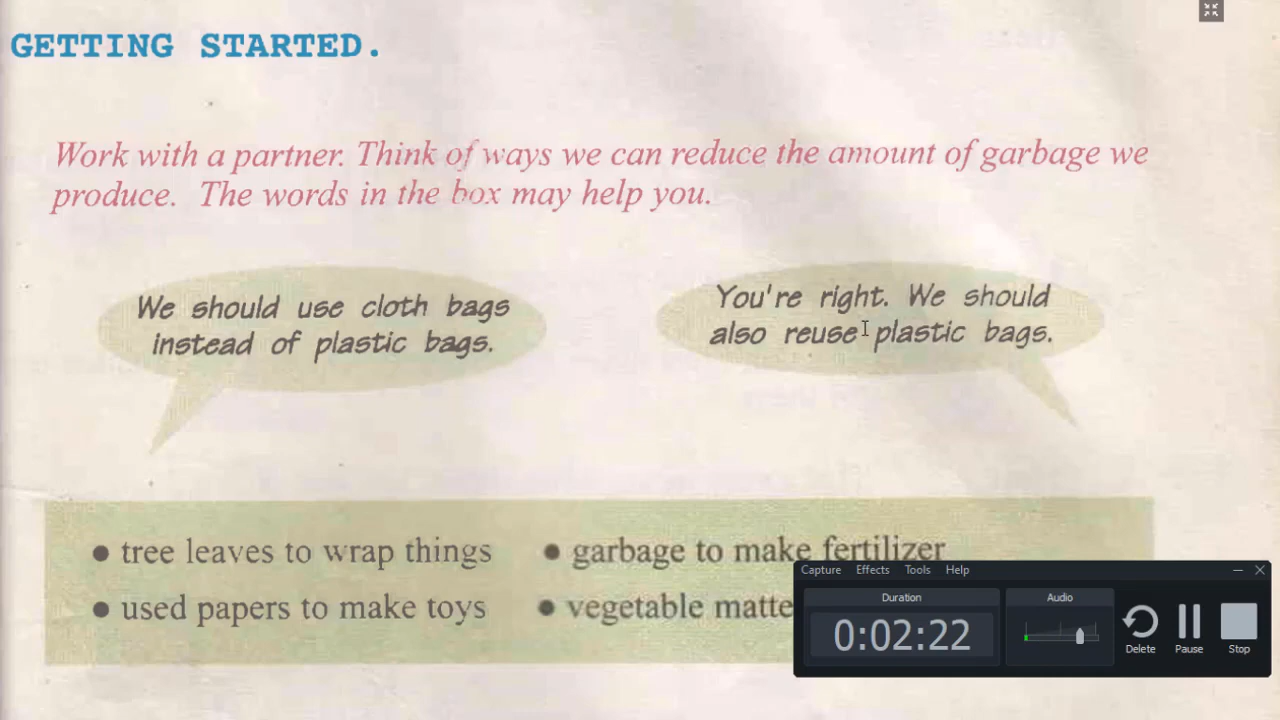 GETTING STARTED.
Work with a partner. Think of ways we can reduce the amount of garbage we
produce. The words in the box may help you.
We should use cloth bags
instead of plastic bags.
You're right. We should
also reuse plastic bags.
● tree leaves to wrap things
● garbage to make fertilizer
● used papers to make toys
● vegetable
Capture Effects Tools Help
Duration
0:02:22
Audio
Delete
Pause
Stop